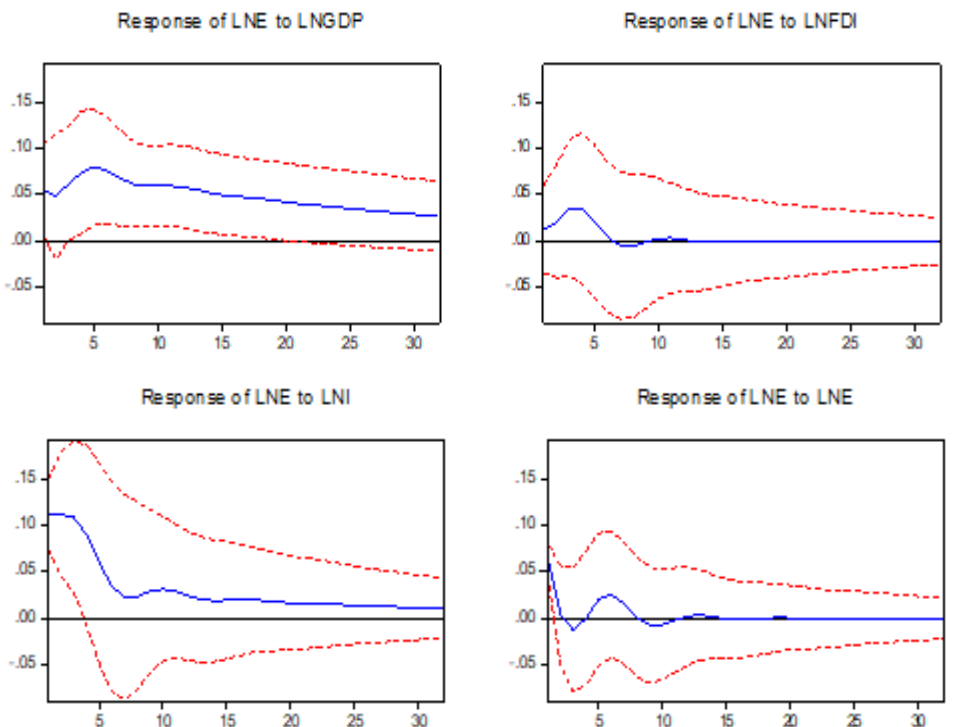 Response of LNE to LNGDP
.15
.10
.05
.00
-.05
5 10 15 20 25 30
Response of LNE to LNFDI
.15
.10
.05
.00
-.05
5 10 15 20 25 30
Response of LNE to LNI
.15
.10
.05
.00
-.05
5 10 15 20 25 30
Response of LNE to LNE
.15
.10
.05
.00
-.05
5 10 15 20 25 30